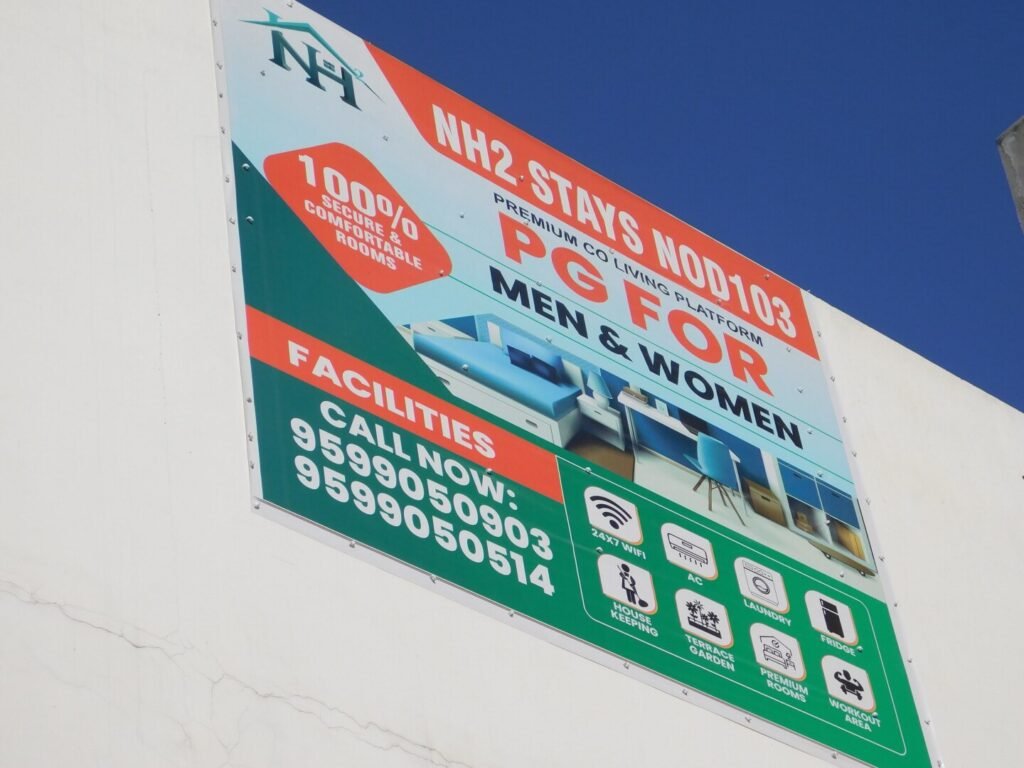 NH
NH2 STAYS NOD103
PREMIUM CO LIVING PLATFORM
PG FOR
MEN & WOMEN
100%
SECURE &
COMFORTABLE
ROOMS
FACILITIES
CALL NOW:
9599050903
9599050514
24X7 WIFI
AC
LAUNDRY
FRIDGE
HOUSE
KEEPING
TERRACE
GARDEN
PREMIUM
ROOMS
WORKOUT
AREA